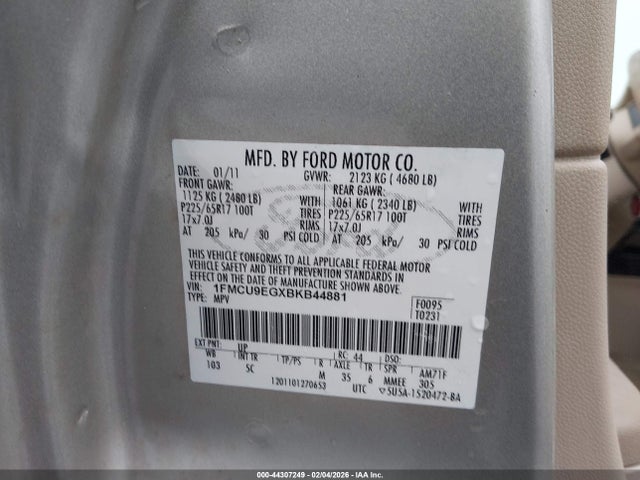 MFD. BY FORD MOTOR CO.
DATE: 01/11 GVWR: 2123 KG ( 4680 LB)
FRONT GAWR: REAR GAWR:
1125 KG ( 2480 LB) WITH 1061 KG ( 2340 LB) WITH
P225/65R17 100T TIRES P225/65R17 100T TIRES
17x7.0J RIMS 17x7.0J RIMS
AT 205 kPa/ 30 PSI COLD AT 205 kPa/ 30 PSI COLD
THIS VEHICLE CONFORMS TO ALL APPLICABLE FEDERAL MOTOR
VEHICLE SAFETY AND THEFT PREVENTION STANDARDS IN
EFFECT ON THE DATE OF MANUFACTURE SHOWN ABOVE.
VIN: 1FMCU9EGXBKB44881 F0095
TYPE: MPV T0231
EXT PNT: UP RC: 44 DSO:
WB INT TR TP/PS R AXLE TR SPR AM71F
103 5C M 35 6 MMEE 305
1201101270653 UTC ▽5U5A-1520472-BA
000-44307249 - 02/04/2026 - IAA Inc.